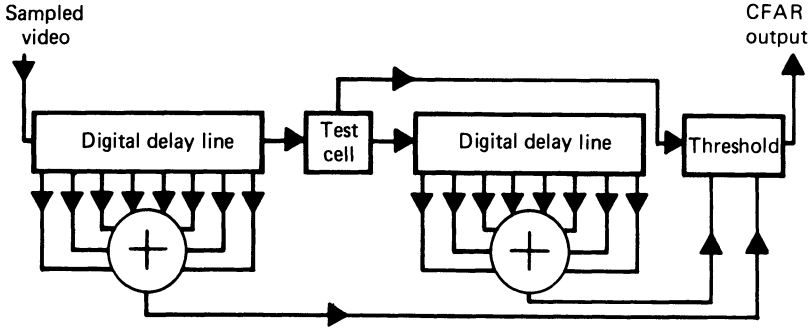 Sampled
video
CFAR
output
Digital delay line
Test
cell
Digital delay line
Threshold
+
+